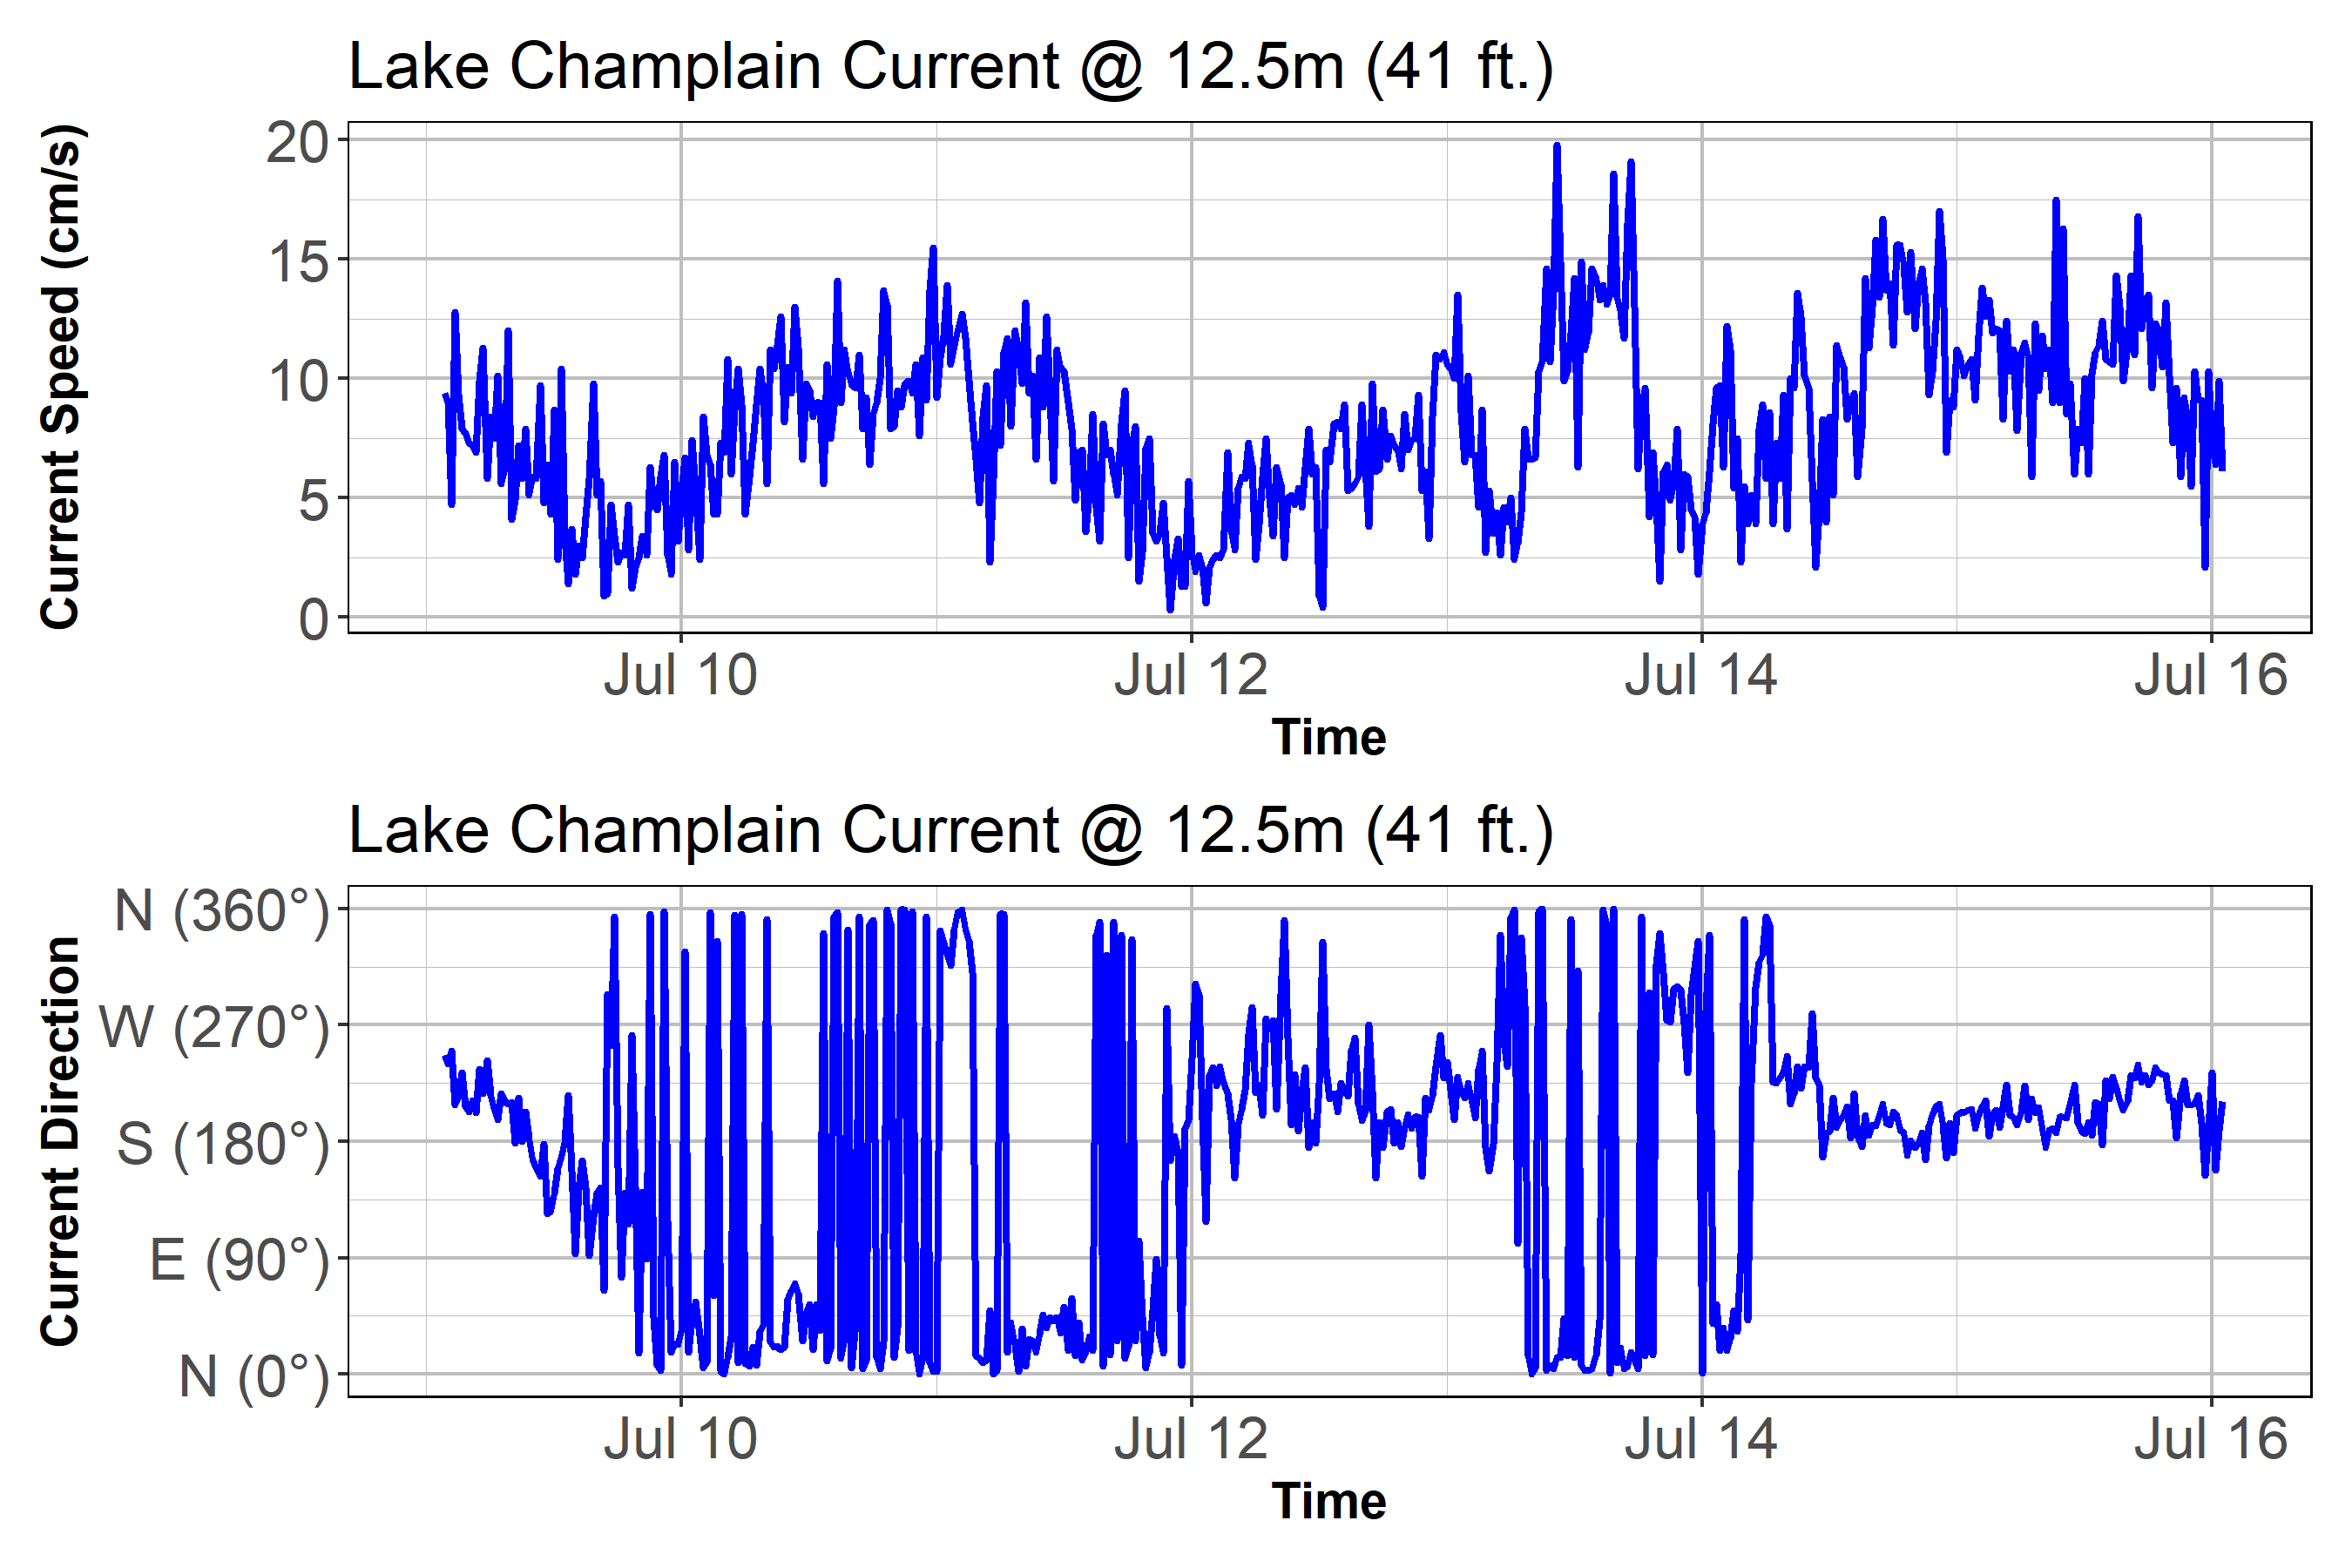 Lake Champlain Current @ 12.5m (41 ft.)
Current Speed (cm/s)
20
15
10
5
0
Jul 10 Jul 12 Jul 14 Jul 16
Time
Lake Champlain Current @ 12.5m (41 ft.)
Current Direction
N (360°)
W (270°)
S (180°)
E (90°)
N (0°)
Jul 10 Jul 12 Jul 14 Jul 16
Time